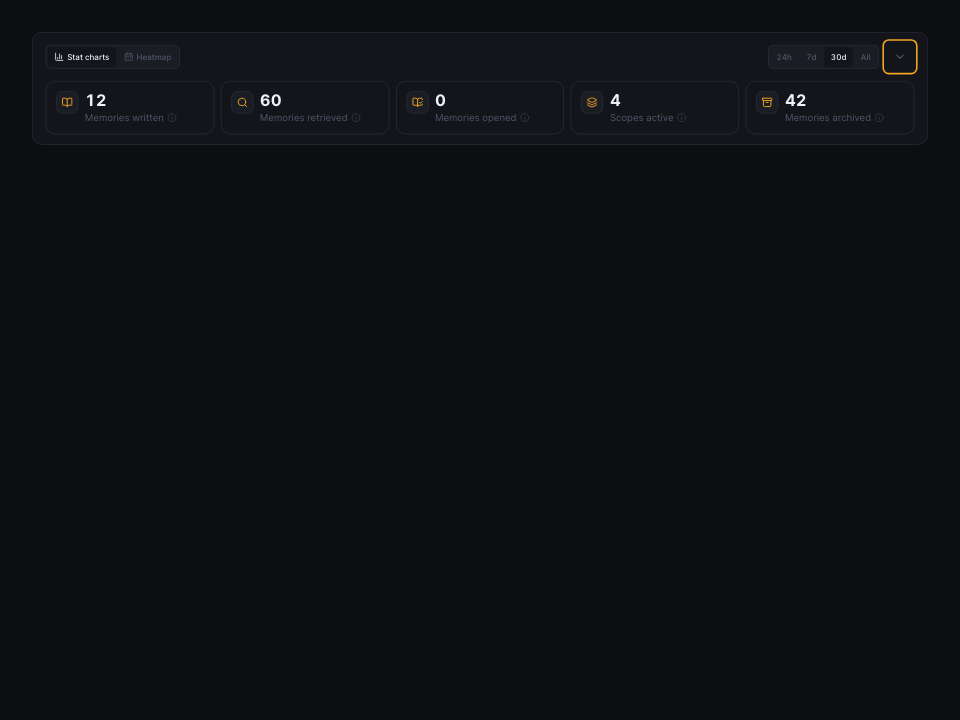 Stat charts
Heatmap
24h
7d
30d
All
12
Memories written
60
Memories retrieved
0
Memories opened
4
Scopes active
42
Memories archived